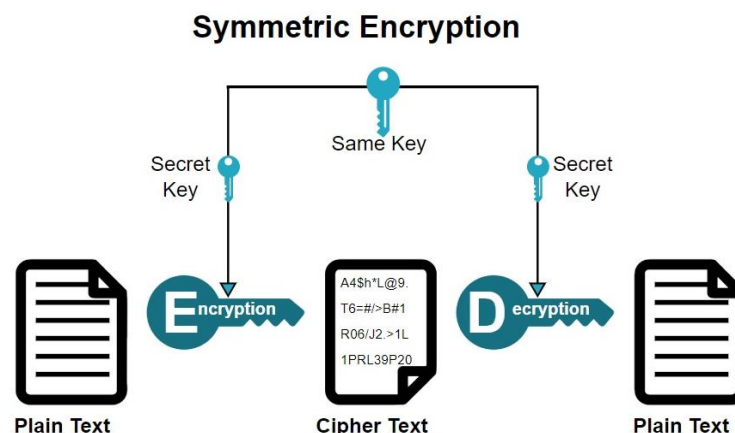 Symmetric Encryption
Same Key
Secret
Key
Secret
Key
Encryption
A4$h*L@9.
T6=#/>B#1
R06/J2.>1L
1PRL39P20
Decryption
Plain Text
Cipher Text
Plain Text